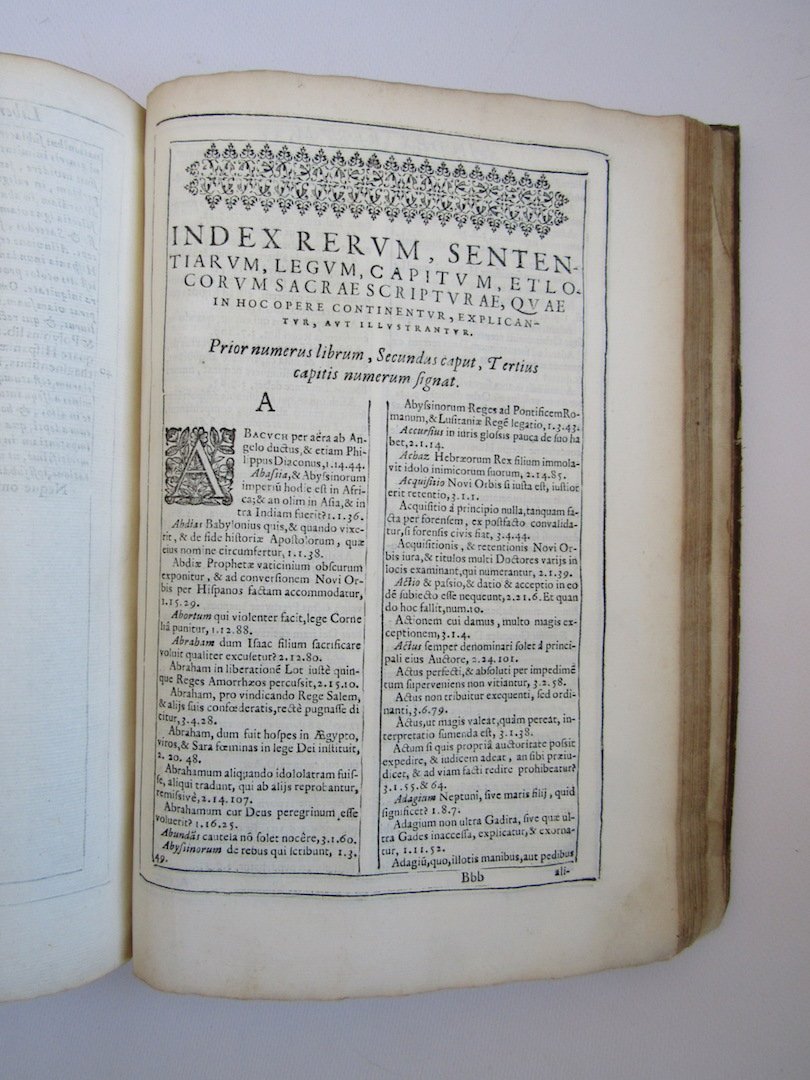 Liber
INDEX RERVM, SENTEN-
TIARVM, LEGVM, CAPITVM, ET LO-
CORVM SACRAE SCRIPTVRAE, QVAE
IN HOC OPERE CONTINENTVR, EXPLICAN-
TVR, AVT ILLVSTRANTVR.
Prior numerus librum, Secundus caput, Tertius
capitis numerum ſignat.
A
ABACVCH per aëra ab An-
gelo ductus, & etiam Phi-
lippus Diaconus, 1.14.44.
Abaſsia, & Abyſsinorum
imperiū hodie eſt in Afri-
ca; & an olim in Aſia, & in
tra Indiam fuerit? 1.1.36.
Abdias Babylonius quis, & quando vixe-
rit, & de fide hiſtoriæ Apoſtolorum, quæ
eius nomine circumfertur, 1.1.38.
Abdiæ Prophetæ vaticinium obſcurum
exponitur, & ad converſionem Novi Or-
bis per Hiſpanos factam accommodatur,
1.15.29.
Abortum qui violenter facit, lege Corne
liâ punitur, 1.12.88.
Abraham dum Iſaac filium ſacrificare
voluit qualiter excuſetur? 2.12.80.
Abraham in liberationē Lot iuſtè quin-
que Reges Amorrhæos percuſsit, 2.15.10.
Abraham, pro vindicando Rege Salem,
& alijs ſuis confœderatis, rectè pugnaſſe di
citur, 3.4.28.
Abraham, dum fuit hoſpes in Ægypto,
viros, & Sara fœminas in lege Dei inſtituit,
2.20.48.
Abrahamum aliquando idololatram fuiſ-
ſe, aliqui tradunt, qui ab alijs reprobantur,
remiſsivè, 2.14.107.
Abrahamum cur Deus peregrinum eſſe
voluerit? 1.16.25.
Abundās cautela nō ſolet nocêre, 3.1.60.
Abyſsinorum de rebus qui ſcribunt, 1.3.
49.
Abyſsinorum Reges ad Pontificem Ro-
manum, & Luſitaniæ Regē legatio, 1.3.43.
Accurſius in iuris gloſsis pauca de ſuo ha
bet, 2.1.14.
Achaz Hebræorum Rex filium immola-
vit idolo inimicorum ſuorum, 2.14.85.
Acquiſitio Novi Orbis ſi iuſta eſt, iuſtior
erit retentio, 3.1.1.
Acquiſitio á principio nulla, tanquam fa-
cta per forenſem, ex poſtfacto convalida-
tur, ſi forenſis civis fiat, 3.4.44.
Acquiſitionis, & retentionis Novi Or-
bis iura, & titulos multi Doctores varijs in
locis examinant, qui numerantur, 2.1.39.
Actio & paſsio, & datio & acceptio in eo
dē ſubiecto eſſe nequeunt, 2.21.6. Et quan
do hoc fallit, num.10.
Actionem cui damus, multo magis ex-
ceptionem, 3.1.4.
Actus ſemper denominari ſolet á princi-
pali eius Auctore, 2.24.101.
Actus perfecti, & abſoluti per impedimē
tum ſuperveniens non vitiantur, 3.2.58.
Actus non tribuitur exequenti, ſed ordi-
nanti, 3.6.79.
Actus, ut magis valeat, quàm pereat, in-
terpretatio ſumenda eſt, 3.1.38.
Actum ſi quis propriâ auctoritate poſsit
expedire, & iudicem adeat, an ſibi præiu-
dicet, & ad viam facti redire prohibeatur?
3.1.55. & 64.
Adagium Neptuni, ſive maris filij, quid
ſignificet? 1.8.7.
Adagium non ultra Gadira, ſive quæ ul-
tra Gades inacceſſa, explicatur, & exorna-
tur, 1.11.52.
Adagiū, quo, illotis manibus, aut pedibus
Bbb
ali-